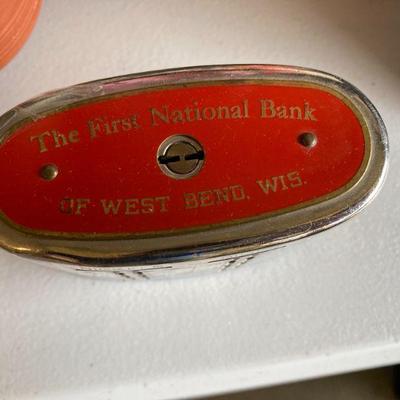 The First National Bank
OF WEST BEND, WIS.